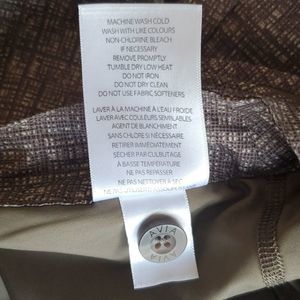 MACHINE WASH COLD
WASH WITH LIKE COLOURS
NON-CHLORINE BLEACH
IF NECESSARY
REMOVE PROMPTLY
TUMBLE DRY LOW HEAT
DO NOT IRON
DO NOT DRY CLEAN
DO NOT USE FABRIC SOFTENERS
LAVER À LA MACHINE À L'EAU FROIDE
LAVER AVEC COULEURS SEMBLABLES
AGENT DE BLANCHIMENT
SANS CHLORE SI NÉCESSAIRE
RETIRER IMMÉDIATEMENT
SÉCHER PAR CULBUTAGE
À BASSE TEMPÉRATURE
NE PAS REPASSER
NE PAS NETTOYER À SEC
AVIA
AVIA